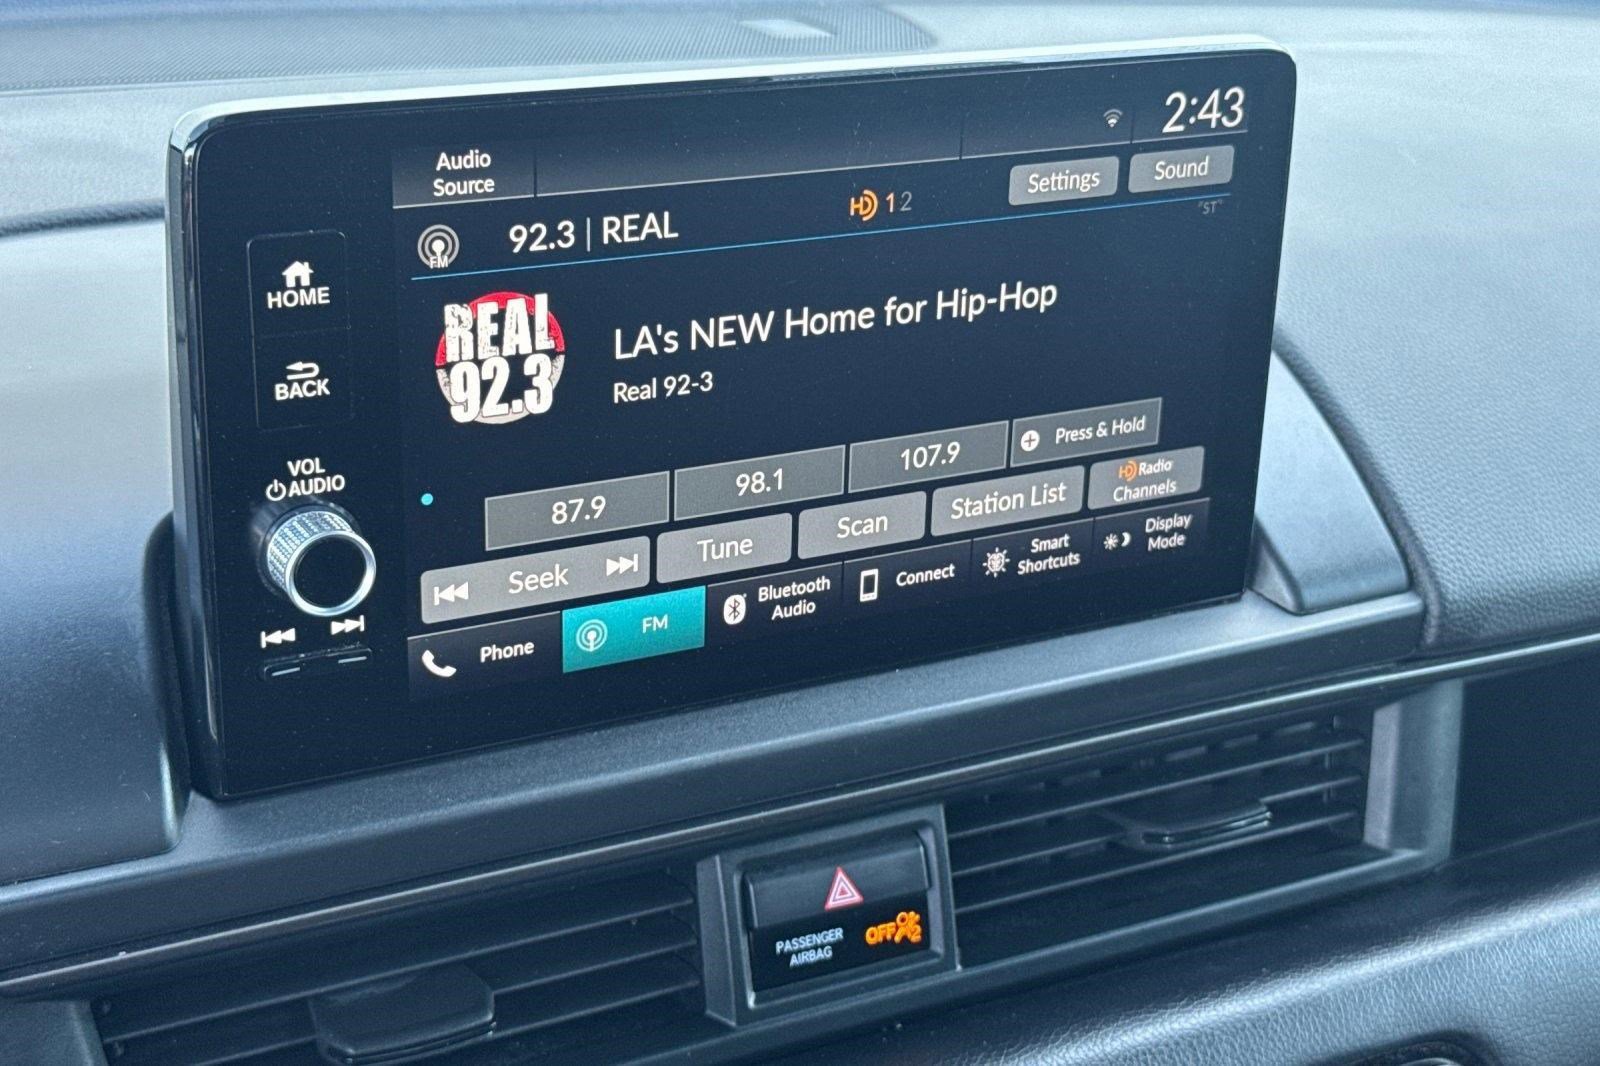 2:43
Audio
Source
Settings
Sound
FM
92.3 | REAL
HD 1 2
"ST"
HOME
REAL
92.3
LA's NEW Home for Hip-Hop
Real 92-3
BACK
VOL
AUDIO
87.9
98.1
107.9
Press & Hold
Seek
Tune
Scan
Station List
HD Radio
Channels
Phone
FM
Bluetooth
Audio
Connect
Smart
Shortcuts
Display
Mode
PASSENGER
AIRBAG
OFF 2